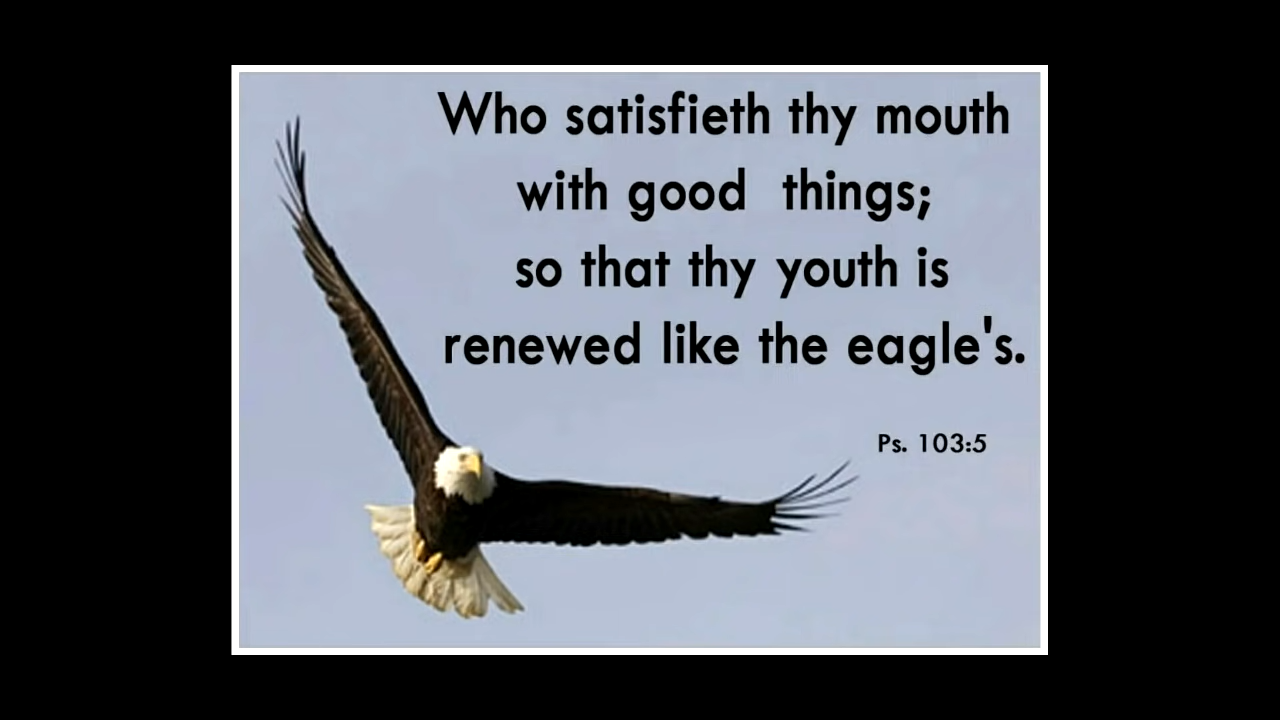 Who satisfieth thy mouth
with good things;
so that thy youth is
renewed like the eagle's.
Ps. 103:5